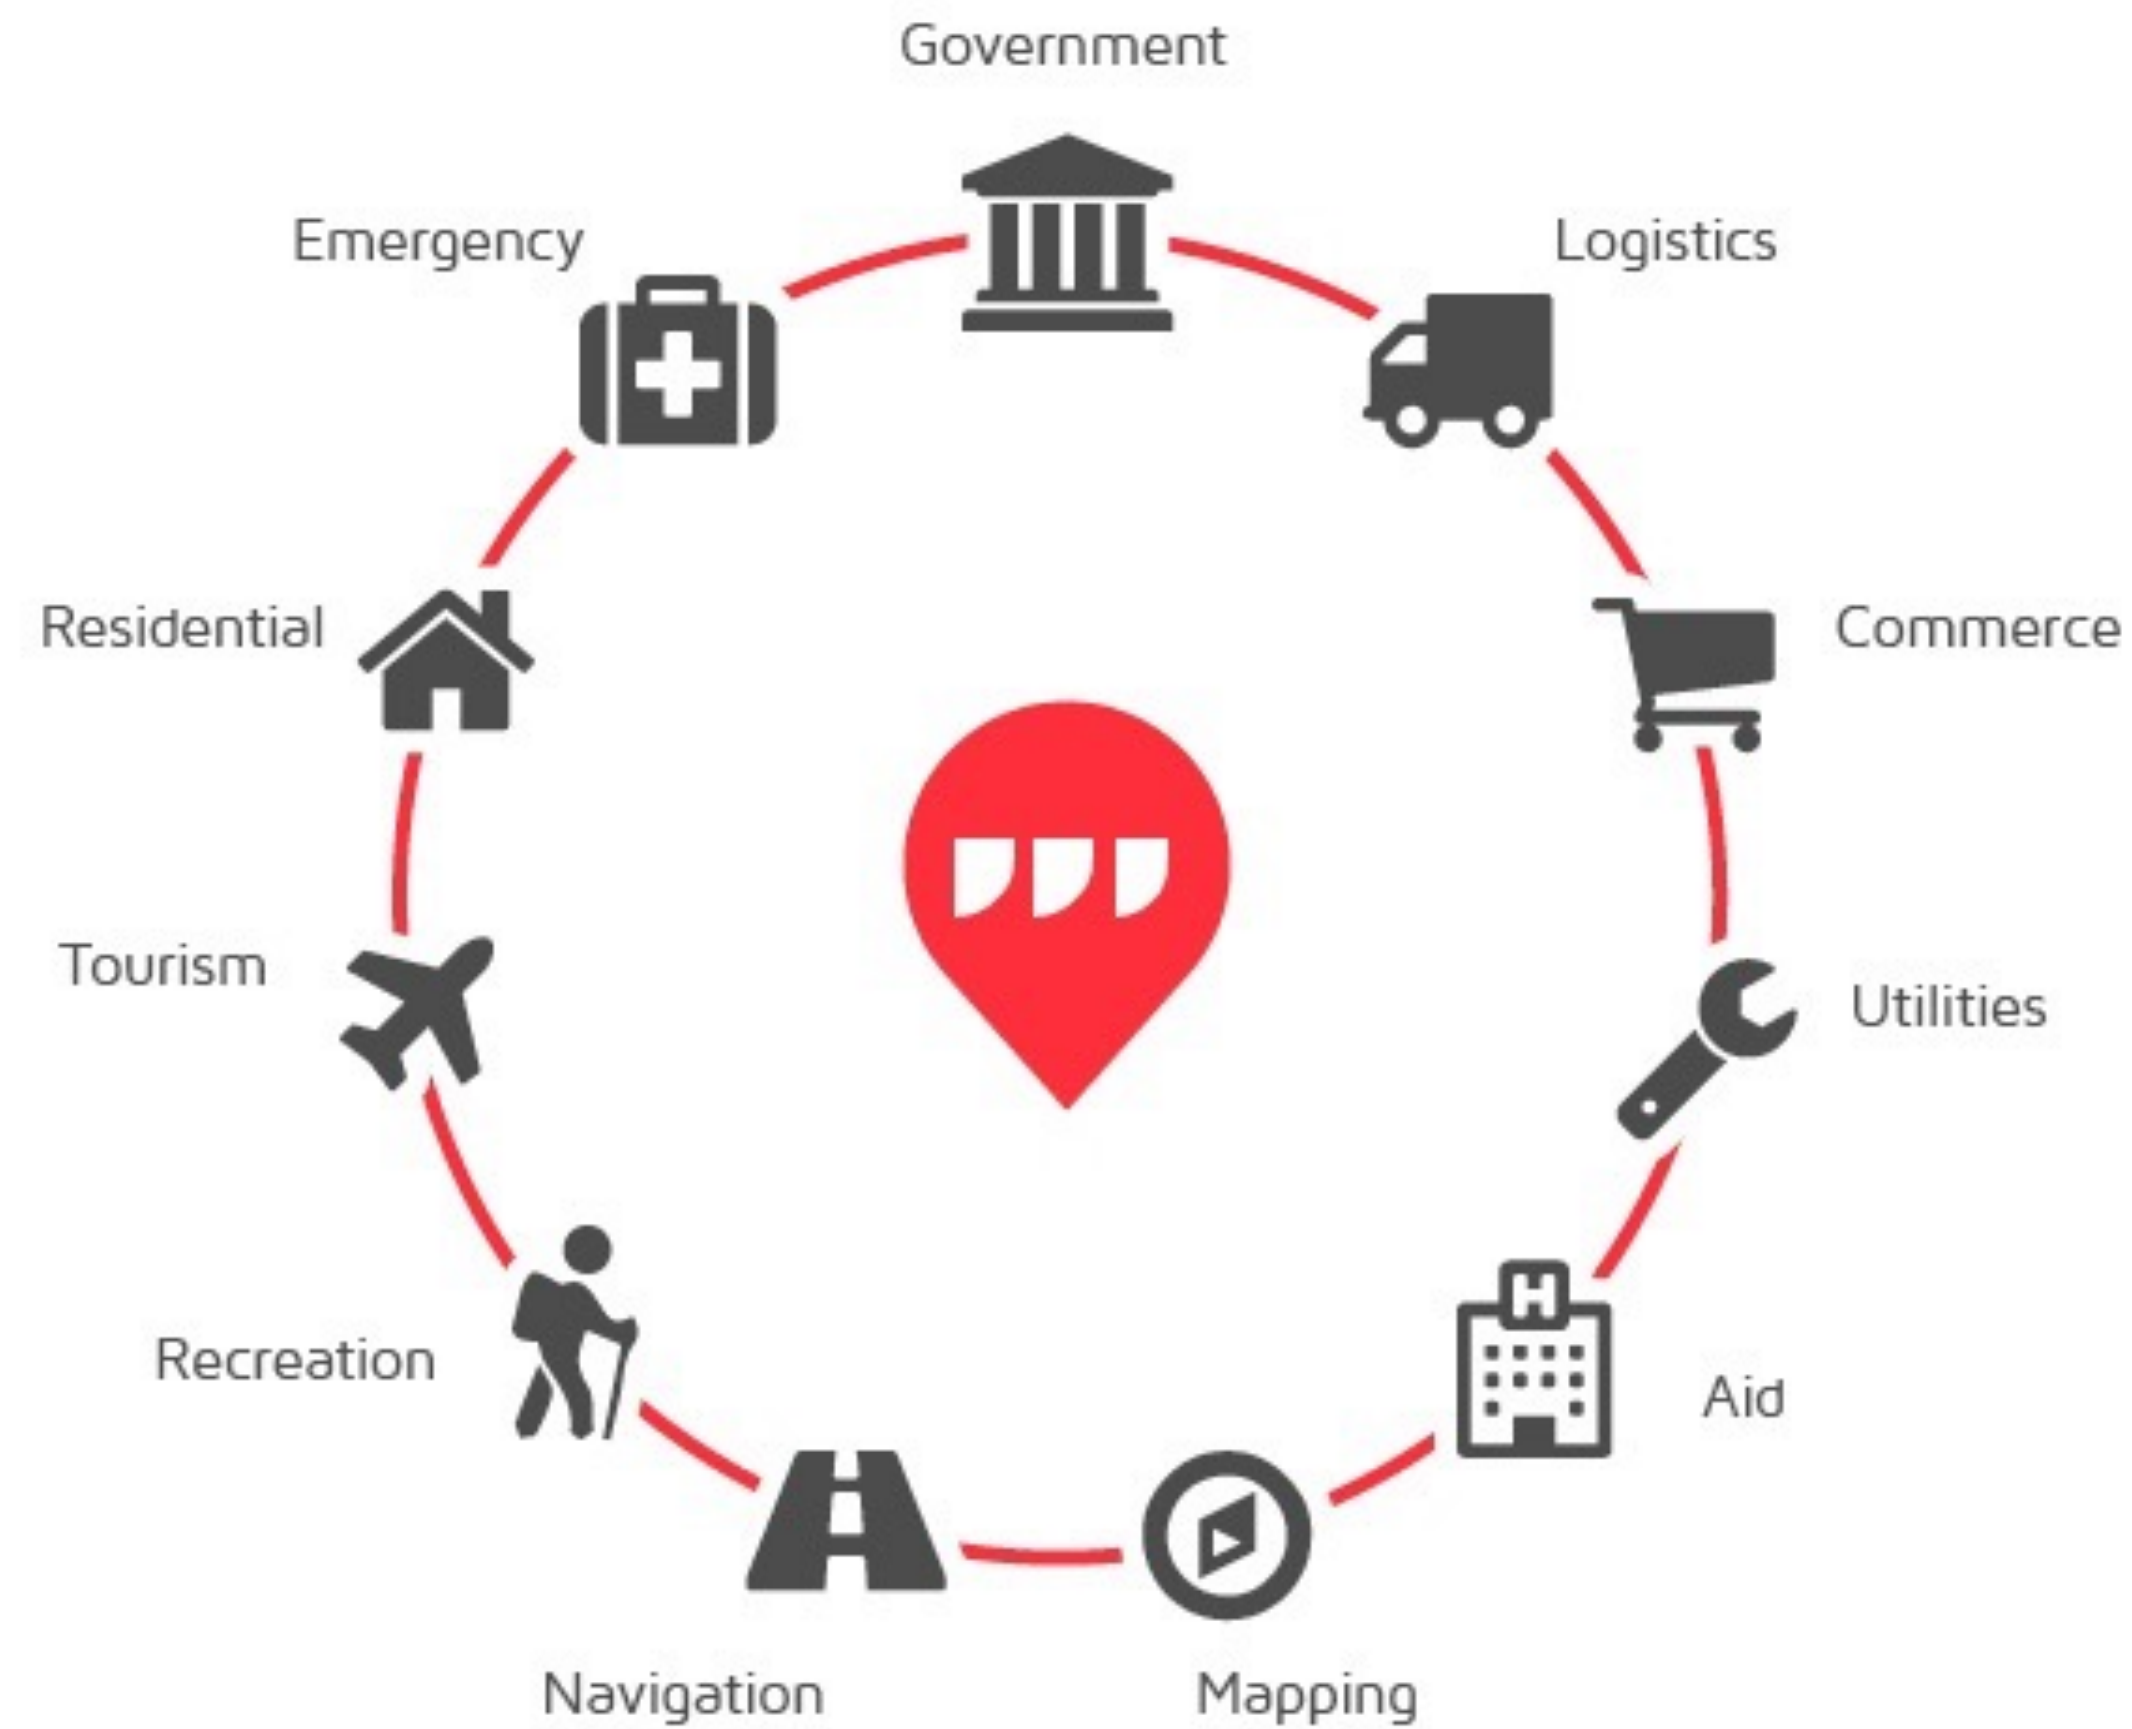 Government
Emergency
Logistics
Residential
Commerce
Tourism
Utilities
H
Recreation
Aid
Navigation
Mapping